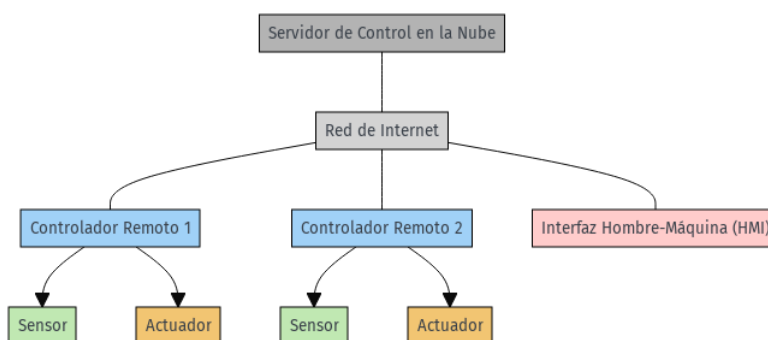 Servidor de Control en la Nube
Red de Internet
Controlador Remoto 1
Controlador Remoto 2
Interfaz Hombre-Máquina (HMI)
Sensor
Actuador
Sensor
Actuador